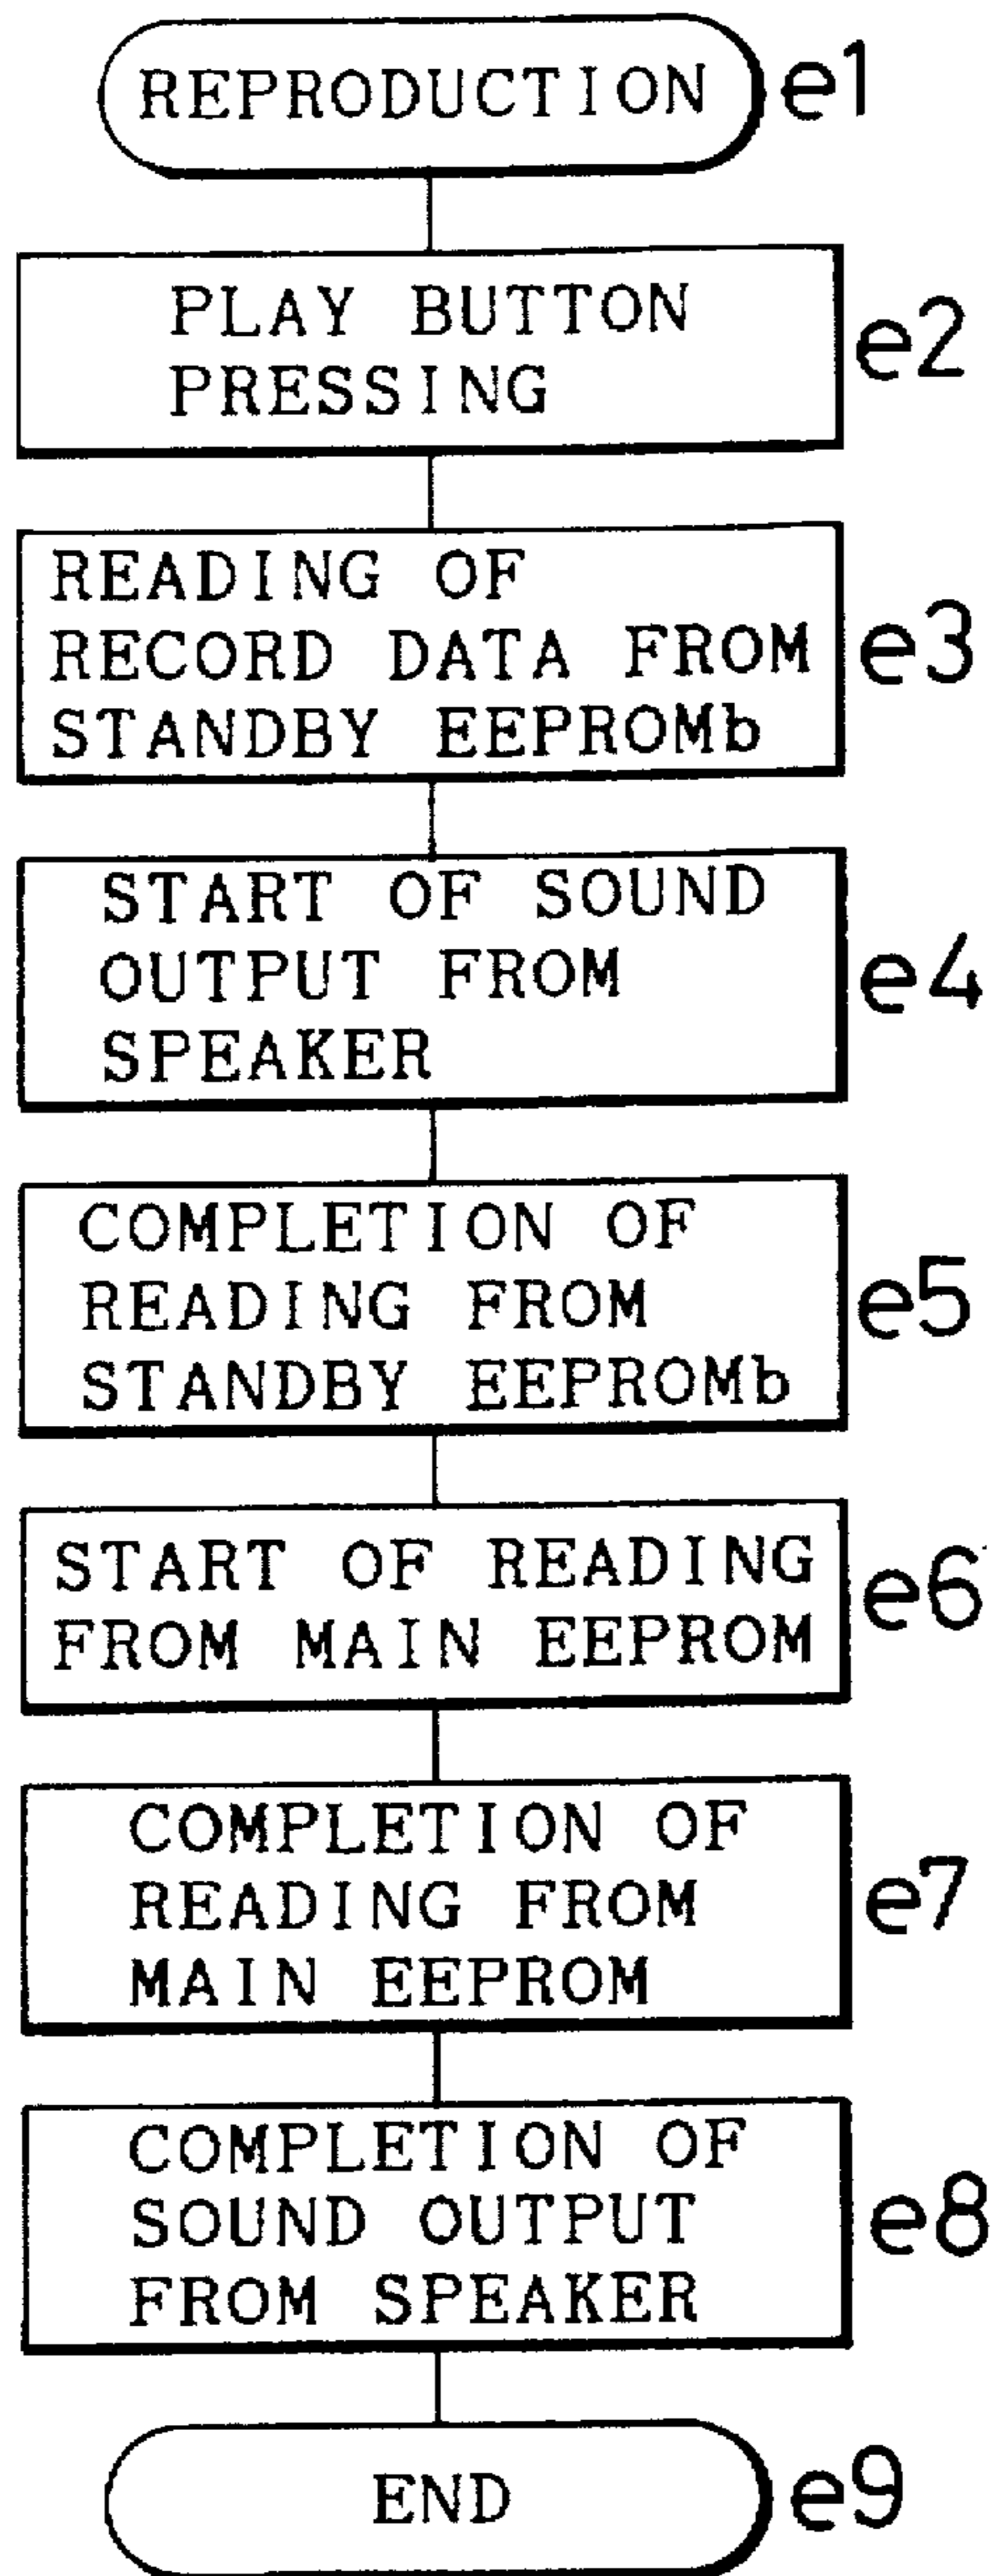 REPRODUCTION e1
PLAY BUTTON
PRESSING
e2
READING OF
RECORD DATA FROM
STANDBY EEPROMb
e3
START OF SOUND
OUTPUT FROM
SPEAKER
e4
COMPLETION OF
READING FROM
STANDBY EEPROMb
e5
START OF READING
FROM MAIN EEPROM
e6
COMPLETION OF
READING FROM
MAIN EEPROM
e7
COMPLETION OF
SOUND OUTPUT
FROM SPEAKER
e8
END e9